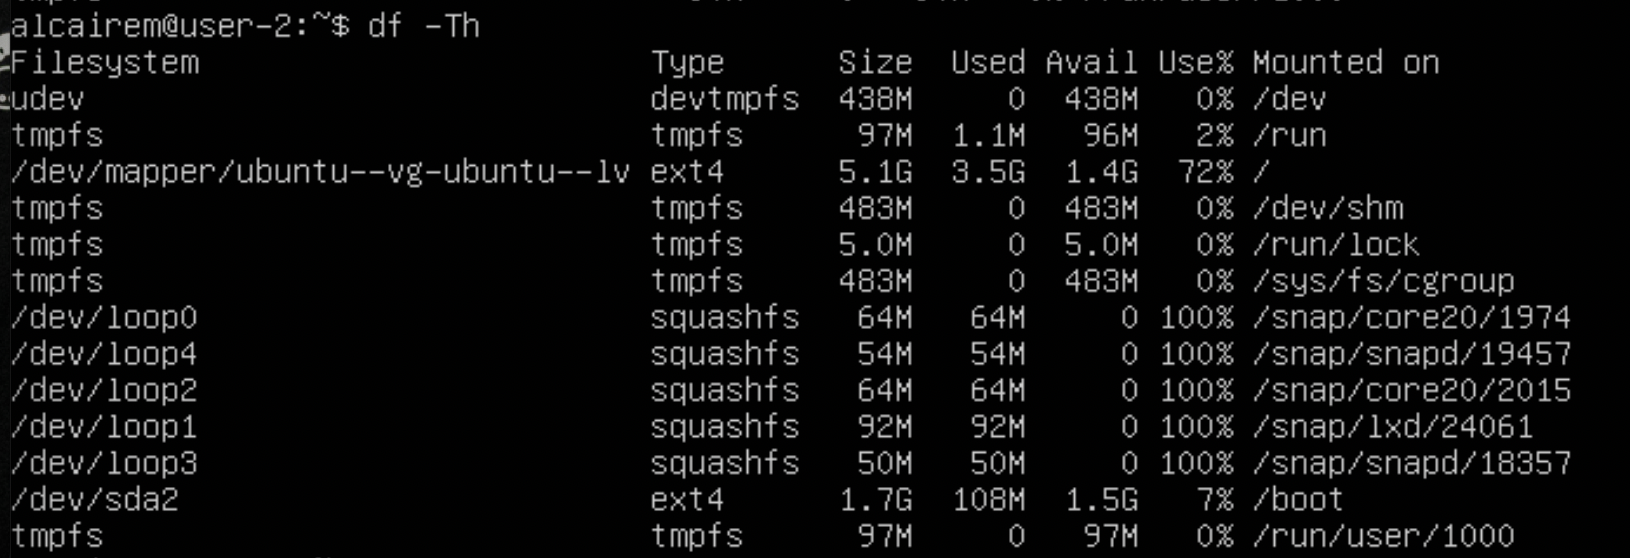 alcairem@user-2:~$ df -Th
Filesystem Type Size Used Avail Use% Mounted on
udev devtmpfs 438M 0 438M 0% /dev
tmpfs tmpfs 97M 1.1M 96M 2% /run
/dev/mapper/ubuntu--vg-ubuntu--lv ext4 5.1G 3.5G 1.4G 72% /
tmpfs tmpfs 483M 0 483M 0% /dev/shm
tmpfs tmpfs 5.0M 0 5.0M 0% /run/lock
tmpfs tmpfs 483M 0 483M 0% /sys/fs/cgroup
/dev/loop0 squashfs 64M 64M 0 100% /snap/core20/1974
/dev/loop4 squashfs 54M 54M 0 100% /snap/snapd/19457
/dev/loop2 squashfs 64M 64M 0 100% /snap/core20/2015
/dev/loop1 squashfs 92M 92M 0 100% /snap/lxd/24061
/dev/loop3 squashfs 50M 50M 0 100% /snap/snapd/18357
/dev/sda2 ext4 1.7G 108M 1.5G 7% /boot
tmpfs tmpfs 97M 0 97M 0% /run/user/1000